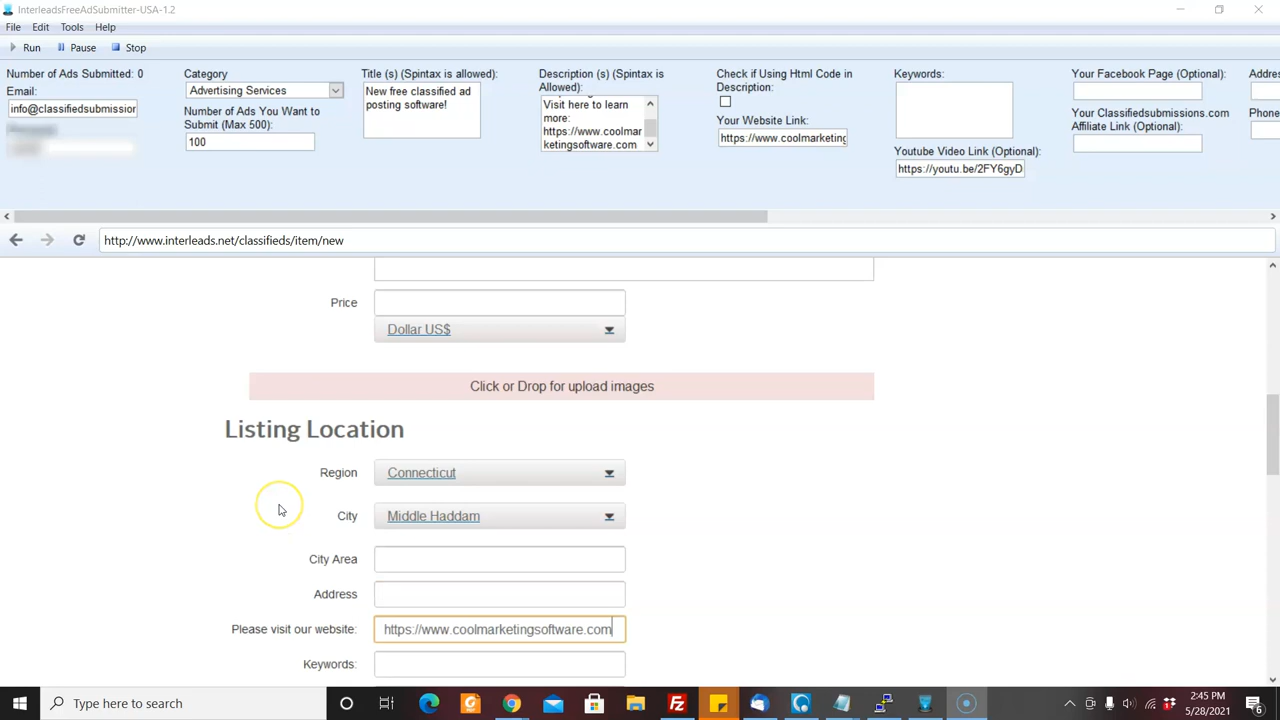 InterleadsFreeAdSubmitter-USA-1.2
File Edit Tools Help
Run Pause Stop
Number of Ads Submitted: 0
Email:
info@classifiedsubmission
Category
Advertising Services
Number of Ads You Want to
Submit (Max 500):
100
Title (s) (Spintax is allowed):
New free classified ad
posting software!
Description (s) (Spintax is
Allowed):
Visit here to learn
more:
https://www.coolmar
ketingsoftware.com
Check if Using Html Code in
Description:
Your Website Link:
https://www.coolmarketing
Keywords:
Youtube Video Link (Optional):
https://youtu.be/2FY6gyD
Your Facebook Page (Optional):
Your Classifiedsubmissions.com
Affiliate Link (Optional):
Addres
Phone
http://www.interleads.net/classifieds/item/new
Price
Dollar US$
Click or Drop for upload images
Listing Location
Region Connecticut
City Middle Haddam
City Area
Address
Please visit our website: https://www.coolmarketingsoftware.com
Keywords:
Type here to search
2:45 PM
5/28/2021
6